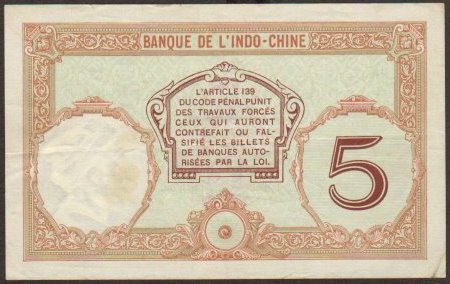 BANQUE DE L'INDO-CHINE
L'ARTICLE 139
DU CODE PÉNAL PUNIT
DES TRAVAUX FORCÉS
CEUX QUI AURONT
CONTREFAIT OU FAL-
SIFIÉ LES BILLETS
DE BANQUES AUTO-
RISÉES PAR LA LOI.
5